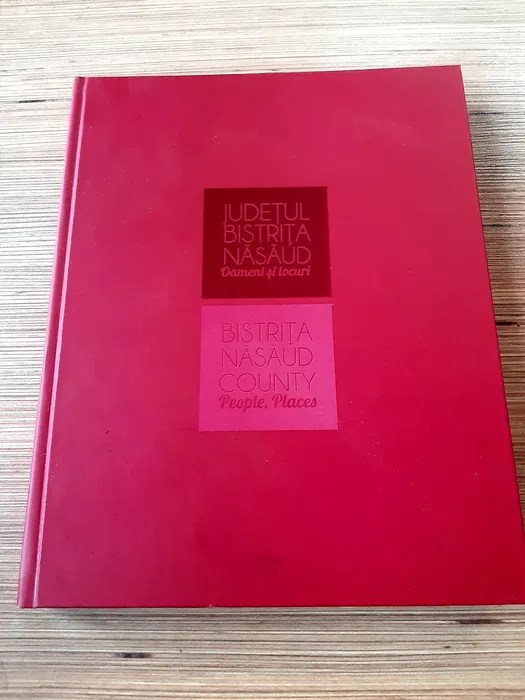 JUDEȚUL
BISTRIȚA
NĂSĂUD
Oameni și locuri
BISTRIȚA
NĂSĂUD
COUNTY
People, Places